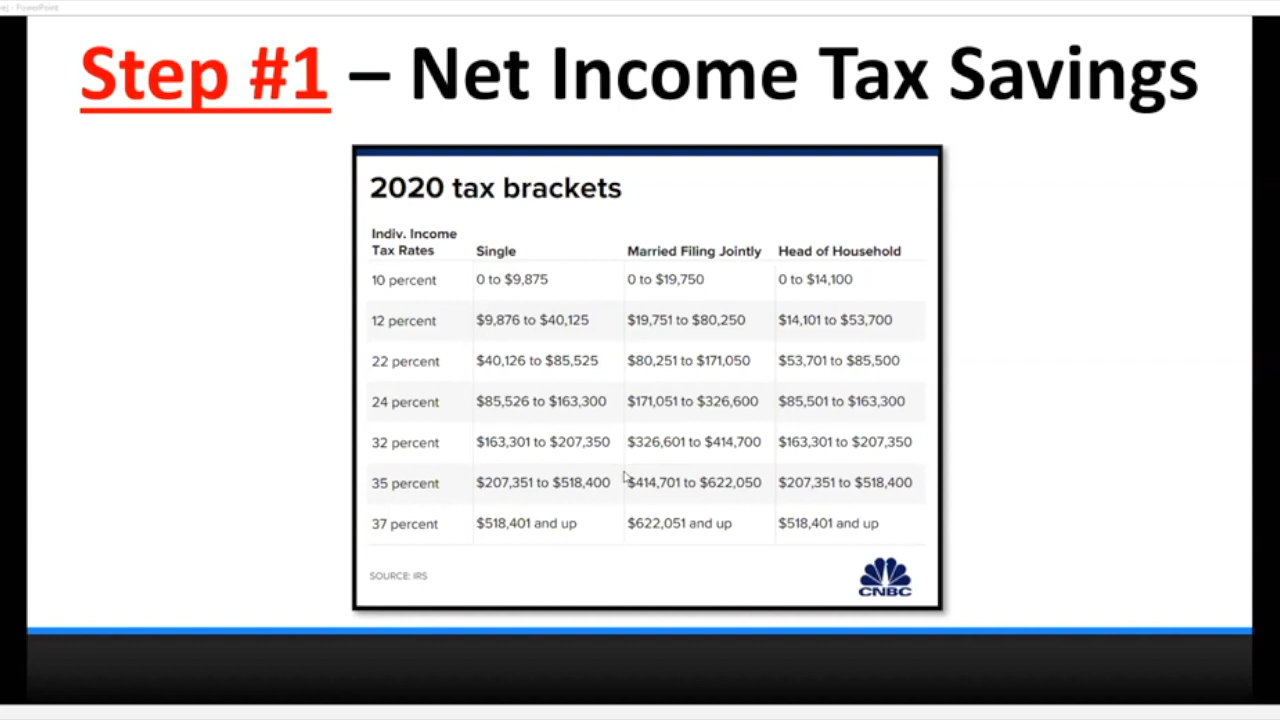 e] - PowerPoint
Step #1 – Net Income Tax Savings
2020 tax brackets
Indiv. Income
Tax Rates Single Married Filing Jointly Head of Household
10 percent 0 to $9,875 0 to $19,750 0 to $14,100
12 percent $9,876 to $40,125 $19,751 to $80,250 $14,101 to $53,700
22 percent $40,126 to $85,525 $80,251 to $171,050 $53,701 to $85,500
24 percent $85,526 to $163,300 $171,051 to $326,600 $85,501 to $163,300
32 percent $163,301 to $207,350 $326,601 to $414,700 $163,301 to $207,350
35 percent $207,351 to $518,400 $414,701 to $622,050 $207,351 to $518,400
37 percent $518,401 and up $622,051 and up $518,401 and up
SOURCE: IRS
CNBC